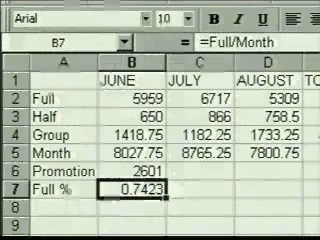 Arial 10 B I U
B7 = =Full/Month
A B C D
1 JUNE JULY AUGUST TO
2 Full 5959 6717 5309
3 Half 650 866 758.5
4 Group 1418.75 1182.25 1733.25
5 Month 8027.75 8765.25 7800.75
6 Promotion 2601
7 Full % 0.7423
8
9